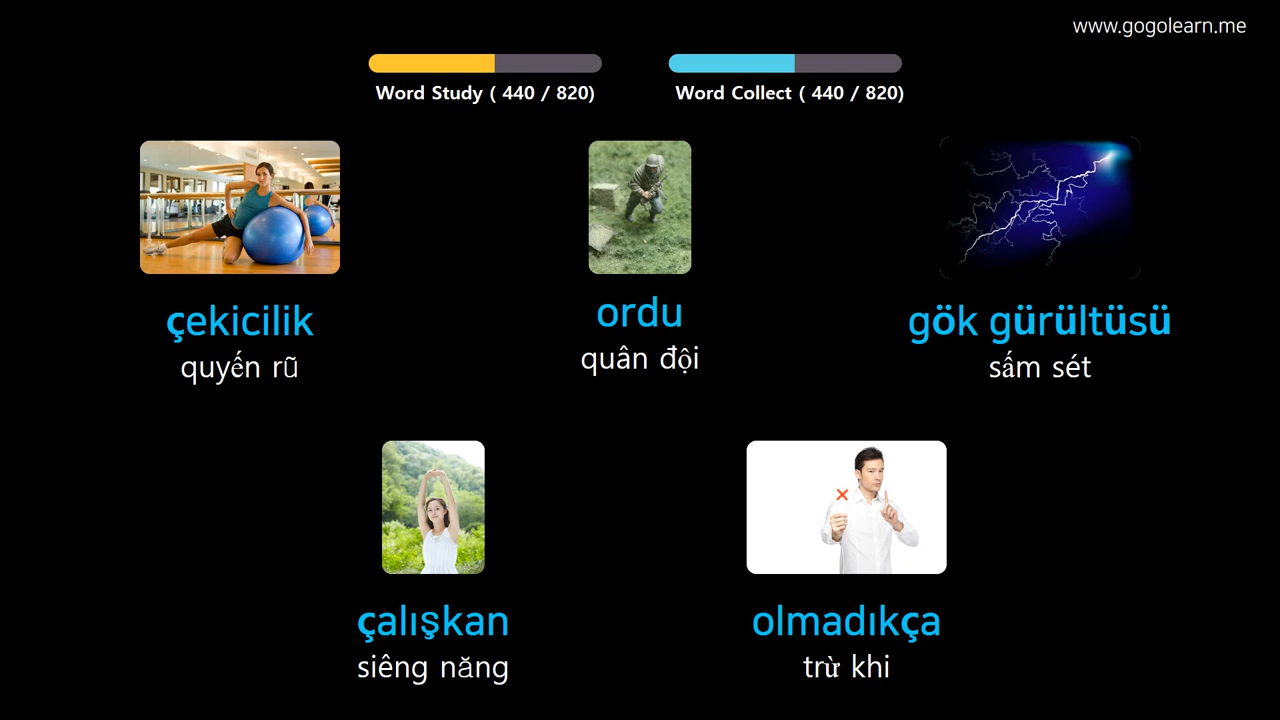 www.gogolearn.me
Word Study ( 440 / 820)
Word Collect ( 440 / 820)
çekicilik
quyến rũ
ordu
quân đội
gök gürültüsü
sấm sét
çalışkan
siêng năng
olmadıkça
trừ khi